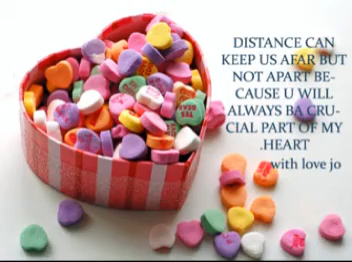 DISTANCE CAN
KEEP US AFAR BUT
NOT APART BE-
CAUSE U WILL
ALWAYS BA CRU-
CIAL PART OF MY
.HEART
with love jo